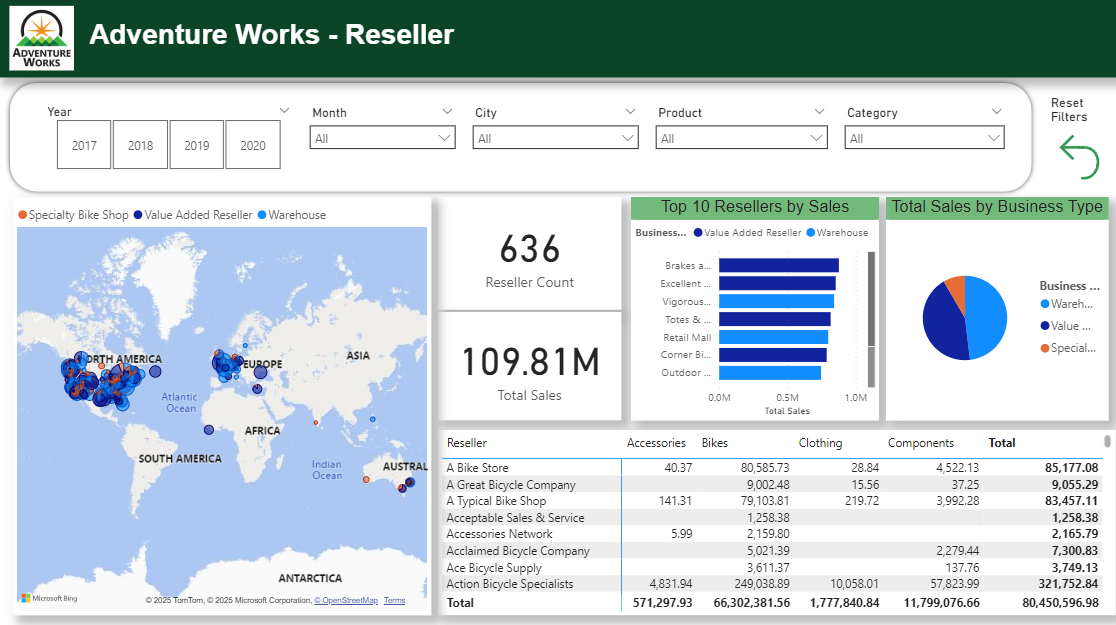 ADVENTURE
WORKS
Adventure Works - Reseller
Year
2017
2018
2019
2020
Month
All
City
All
Product
All
Category
All
Reset
Filters
Specialty Bike Shop Value Added Reseller Warehouse
NORTH AMERICA
EUROPE
ASIA
Atlantic
Ocean
AFRICA
SOUTH AMERICA
Indian
Ocean
AUSTRAL
ANTARCTICA
Microsoft Bing
© 2025 TomTom, © 2025 Microsoft Corporation, © OpenStreetMap Terms
636
Reseller Count
109.81M
Total Sales
Top 10 Resellers by Sales
Business... Value Added Reseller Warehouse
Brakes a...
Excellent ...
Vigorous...
Totes & ...
Retail Mall
Corner Bi...
Outdoor ...
0.0M 0.5M 1.0M
Total Sales
Total Sales by Business Type
Business ...
Wareh...
Value ...
Special...
Reseller Accessories Bikes Clothing Components Total
A Bike Store 40.37 80,585.73 28.84 4,522.13 85,177.08
A Great Bicycle Company 9,002.48 15.56 37.25 9,055.29
A Typical Bike Shop 141.31 79,103.81 219.72 3,992.28 83,457.11
Acceptable Sales & Service 1,258.38 1,258.38
Accessories Network 5.99 2,159.80 2,165.79
Acclaimed Bicycle Company 5,021.39 2,279.44 7,300.83
Ace Bicycle Supply 3,611.37 137.76 3,749.13
Action Bicycle Specialists 4,831.94 249,038.89 10,058.01 57,823.99 321,752.84
Total 571,297.93 66,302,381.56 1,777,840.84 11,799,076.66 80,450,596.98